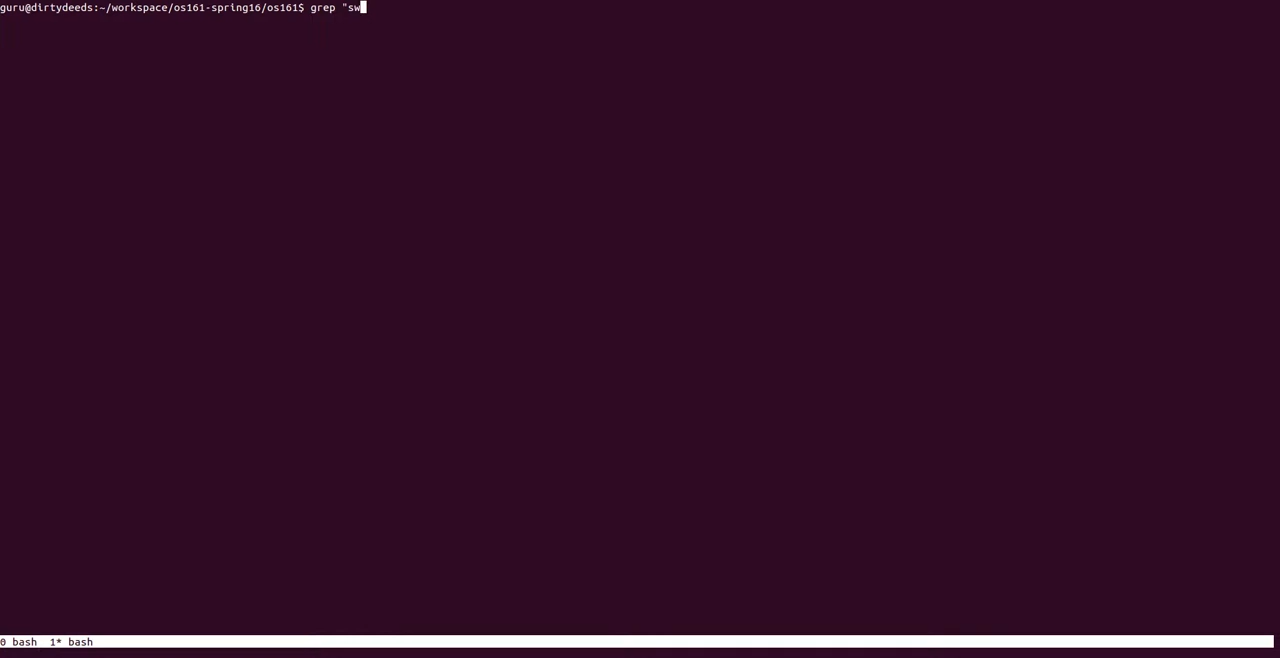 guru@dirtydeeds:~/workspace/os161-spring16/os161$ grep "sw
0 bash  1* bash